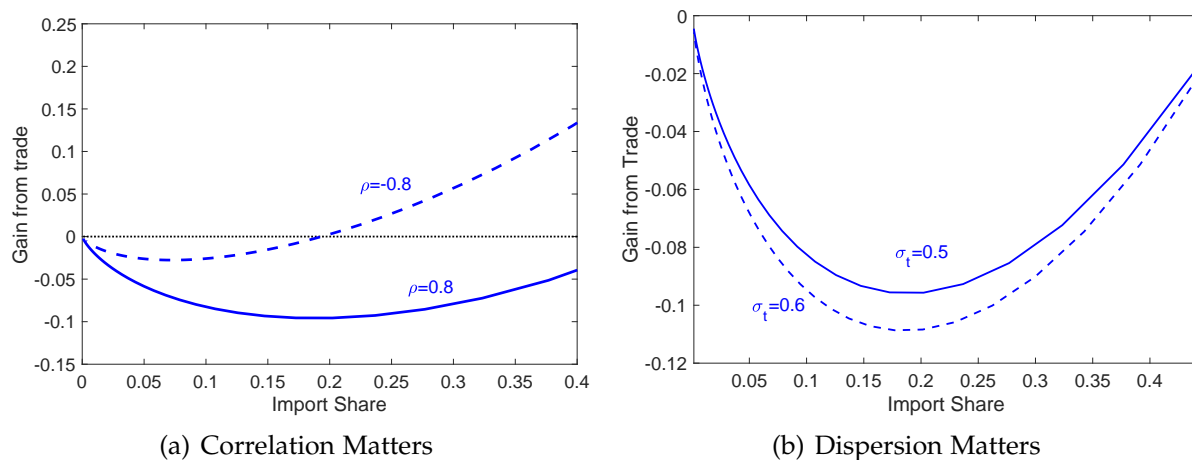 0.25
0.2
0.15
0.1
0.05
0
-0.05
-0.1
-0.15
Gain from trade
ρ=-0.8
ρ=0.8
0 0.05 0.1 0.15 0.2 0.25 0.3 0.35 0.4
Import Share
(a) Correlation Matters
0
-0.02
-0.04
-0.06
-0.08
-0.1
-0.12
Gain from Trade
σt=0.5
σt=0.6
0.05 0.1 0.15 0.2 0.25 0.3 0.35 0.4
Import Share
(b) Dispersion Matters